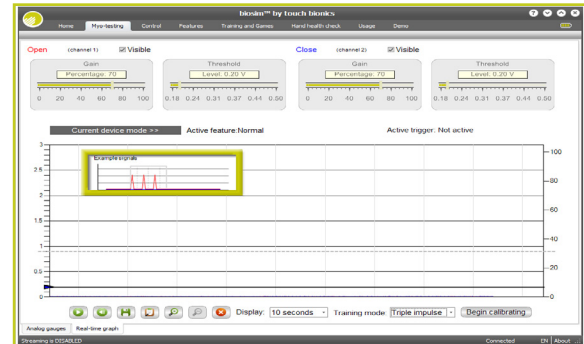 biosim™ by touch bionics
Home Myo-testing Control Features Training and Games Hand health check Usage Demo
Open (channel 1) Visible Close (channel 2) Visible
Gain Threshold Gain Threshold
Percentage: 70 Level: 0.20 V Percentage: 70 Level: 0.20 V
0 20 40 60 80 100 0.18 0.24 0.31 0.37 0.44 0.50 0 20 40 60 80 100 0.18 0.24 0.31 0.37 0.44 0.50
Current device mode >> Active feature:Normal Active trigger: Not active
3
100
Example signals
2.5
80
2
60
1.5
1
40
0.5
20
0
0
Display: 10 seconds Training mode: Triple impulse Begin calibrating
Analog gauges Real-time graph
Streaming is DISABLED Connected EN About ...